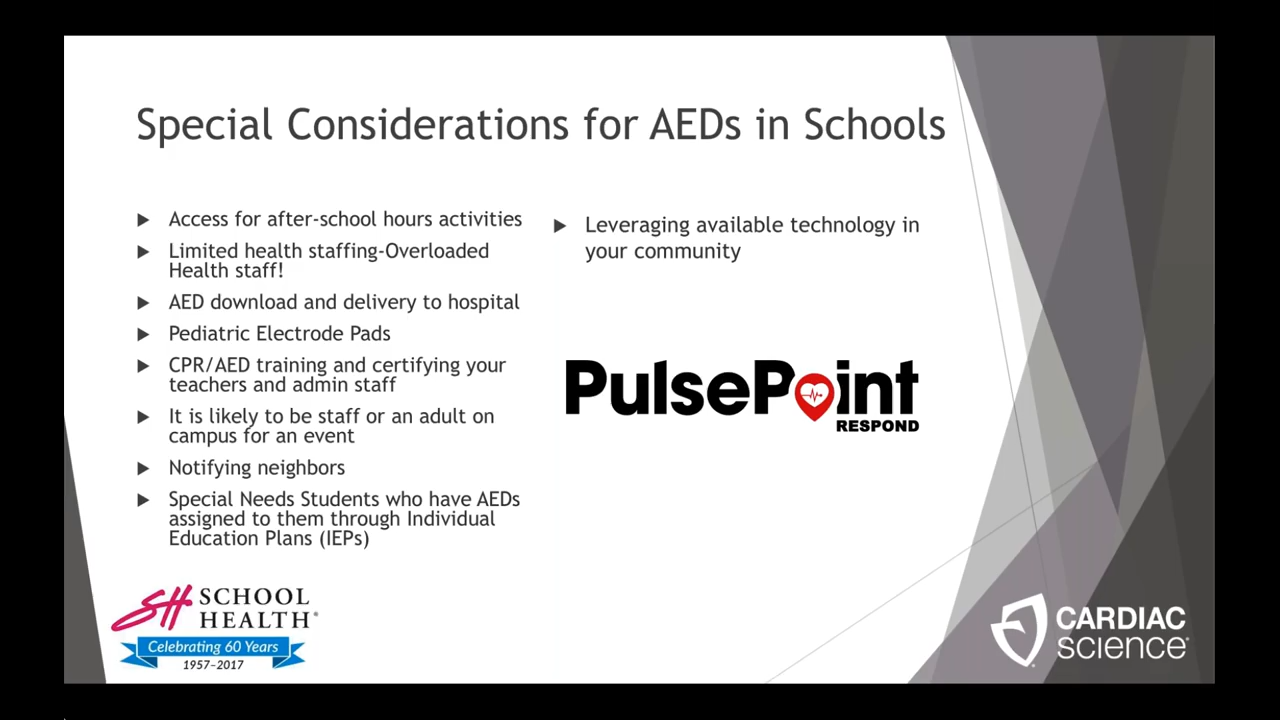 Special Considerations for AEDs in Schools
Access for after-school hours activities
Limited health staffing-Overloaded
Health staff!
AED download and delivery to hospital
Pediatric Electrode Pads
CPR/AED training and certifying your
teachers and admin staff
It is likely to be staff or an adult on
campus for an event
Notifying neighbors
Special Needs Students who have AEDs
assigned to them through Individual
Education Plans (IEPs)
Leveraging available technology in
your community
PulsePoint
RESPOND
SH SCHOOL
HEALTH®
Celebrating 60 Years
1957–2017
CARDIAC
science®